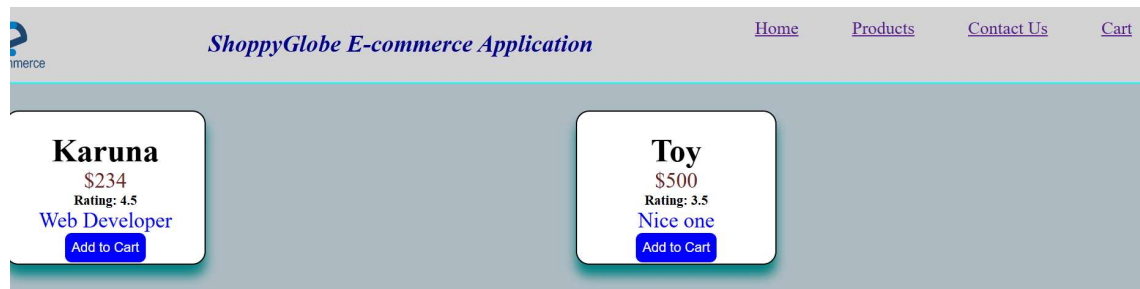 ShoppyGlobe E-commerce Application
Home Products Contact Us Cart
Karuna
$234
Rating: 4.5
Web Developer
Add to Cart
Toy
$500
Rating: 3.5
Nice one
Add to Cart